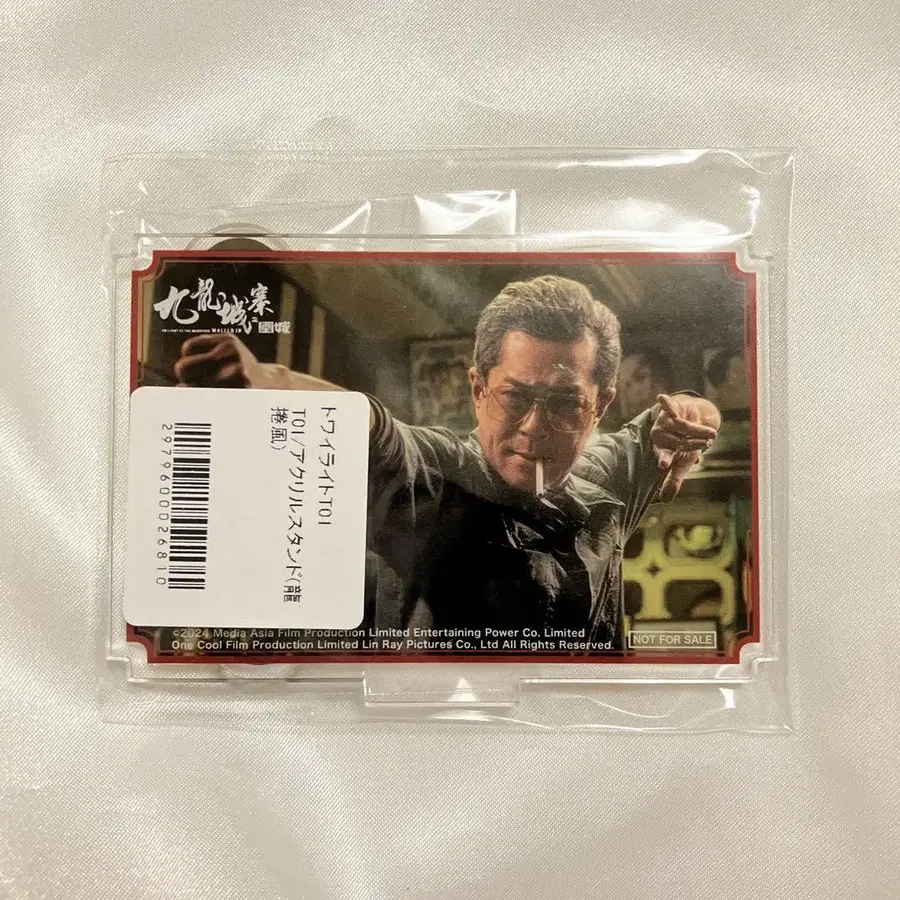 九龍城寨
之圍城
TWILIGHT OF THE WARRIORS WALLED IN
トワイライトT01
T01/アクリルスタンド(龍
捲風)
2979600026810
©2024 Media Asia Film Production Limited Entertaining Power Co. Limited
One Cool Film Production Limited Lin Ray Pictures Co., Ltd All Rights Reserved.
NOT FOR SALE